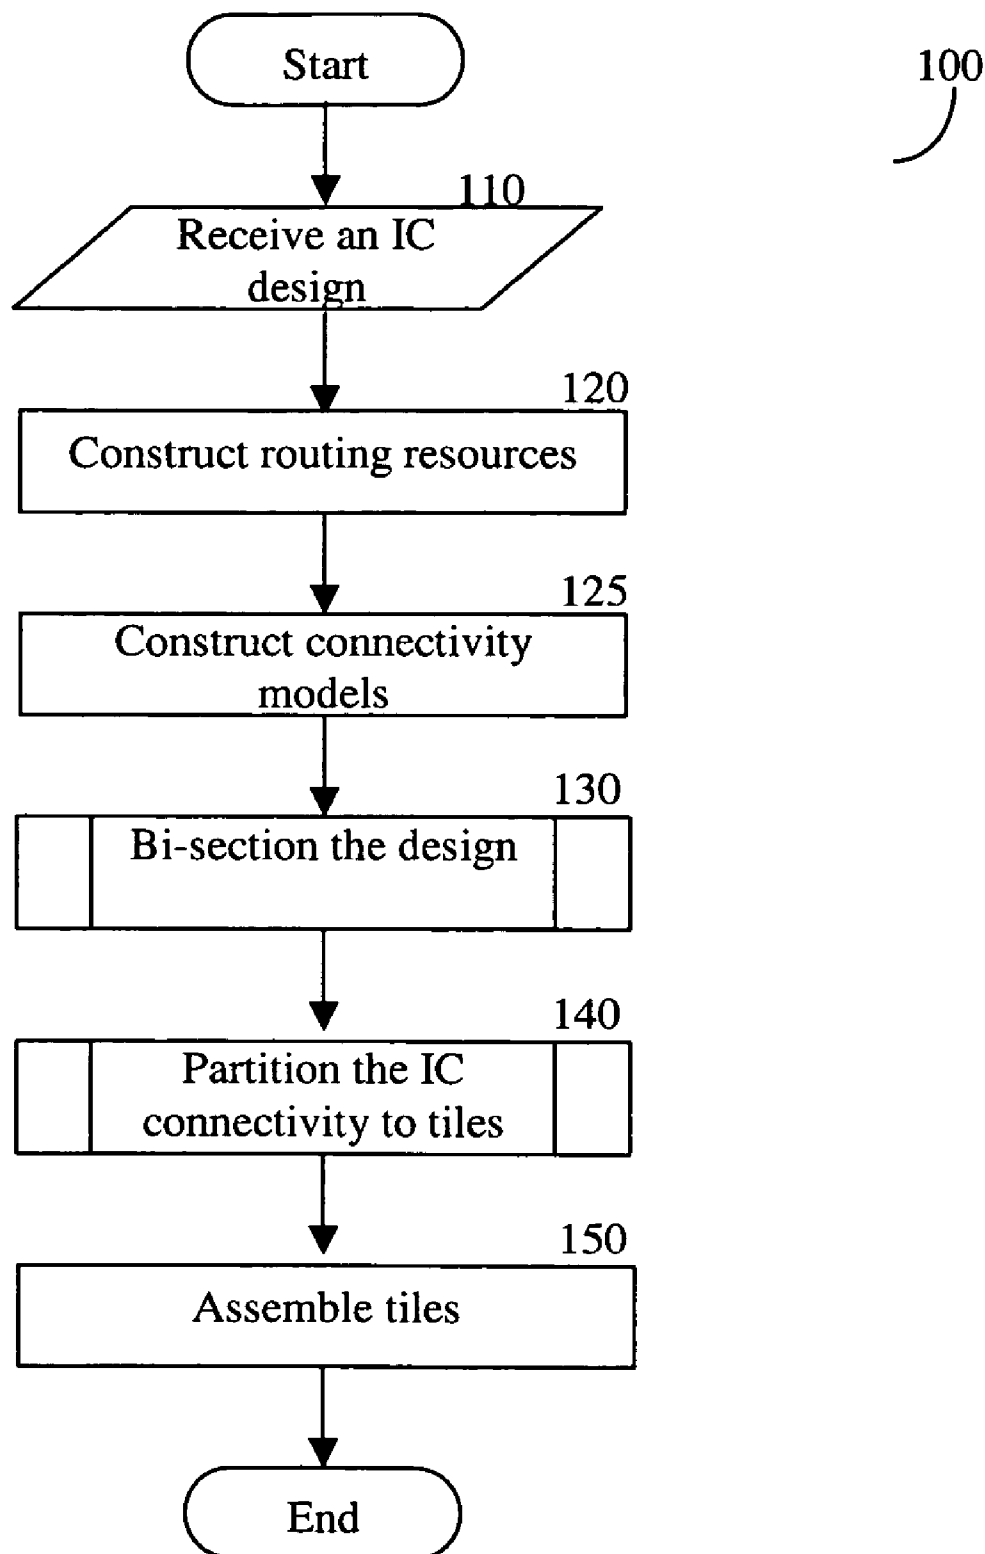 Start
100
110
Receive an IC
design
120
Construct routing resources
125
Construct connectivity
models
130
Bi-section the design
140
Partition the IC
connectivity to tiles
150
Assemble tiles
End